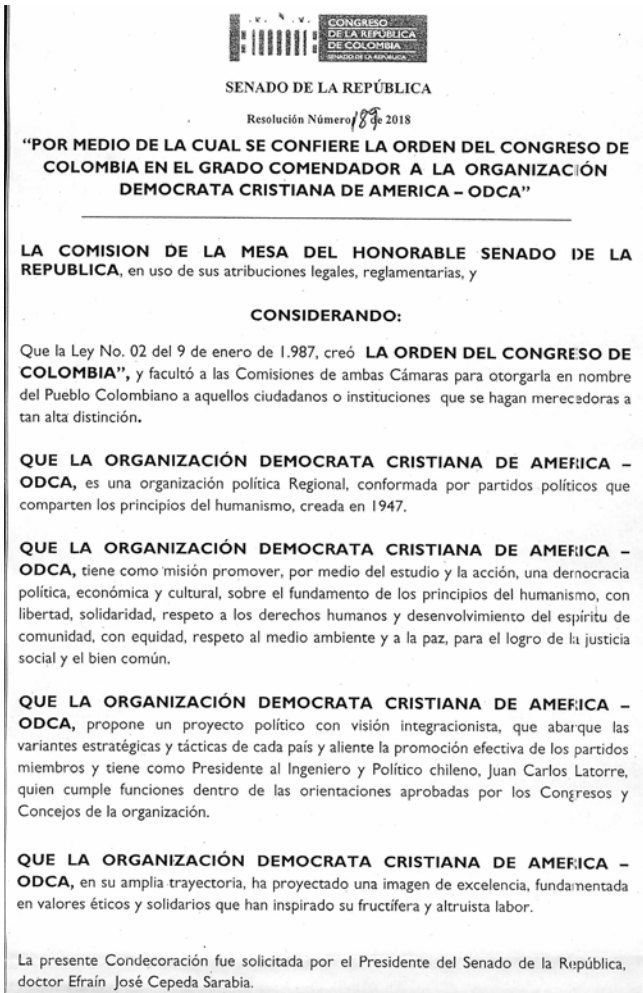 CONGRESO
DE LA REPÚBLICA
DE COLOMBIA
SENADO DE LA REPÚBLICA
SENADO DE LA REPÚBLICA
Resolución Número 189 de 2018
“POR MEDIO DE LA CUAL SE CONFIERE LA ORDEN DEL CONGRESO DE
COLOMBIA EN EL GRADO COMENDADOR A LA ORGANIZACIÓN
DEMOCRATA CRISTIANA DE AMERICA – ODCA”
LA COMISION DE LA MESA DEL HONORABLE SENADO DE LA
REPUBLICA, en uso de sus atribuciones legales, reglamentarias, y
CONSIDERANDO:
Que la Ley No. 02 del 9 de enero de 1.987, creó LA ORDEN DEL CONGRESO DE
COLOMBIA”, y facultó a las Comisiones de ambas Cámaras para otorgarla en nombre
del Pueblo Colombiano a aquellos ciudadanos o instituciones que se hagan merecedoras a
tan alta distinción.
QUE LA ORGANIZACIÓN DEMOCRATA CRISTIANA DE AMERICA –
ODCA, es una organización política Regional, conformada por partidos políticos que
comparten los principios del humanismo, creada en 1947.
QUE LA ORGANIZACIÓN DEMOCRATA CRISTIANA DE AMERICA –
ODCA, tiene como misión promover, por medio del estudio y la acción, una democracia
política, económica y cultural, sobre el fundamento de los principios del humanismo, con
libertad, solidaridad, respeto a los derechos humanos y desenvolvimiento del espíritu de
comunidad, con equidad, respeto al medio ambiente y a la paz, para el logro de la justicia
social y el bien común.
QUE LA ORGANIZACIÓN DEMOCRATA CRISTIANA DE AMERICA –
ODCA, propone un proyecto político con visión integracionista, que abarque las
variantes estratégicas y tácticas de cada país y aliente la promoción efectiva de los partidos
miembros y tiene como Presidente al Ingeniero y Político chileno, Juan Carlos Latorre,
quien cumple funciones dentro de las orientaciones aprobadas por los Congresos y
Concejos de la organización.
QUE LA ORGANIZACIÓN DEMOCRATA CRISTIANA DE AMERICA –
ODCA, en su amplia trayectoria, ha proyectado una imagen de excelencia, fundamentada
en valores éticos y solidarios que han inspirado su fructífera y altruista labor.
La presente Condecoración fue solicitada por el Presidente del Senado de la República,
doctor Efraín José Cepeda Sarabia.